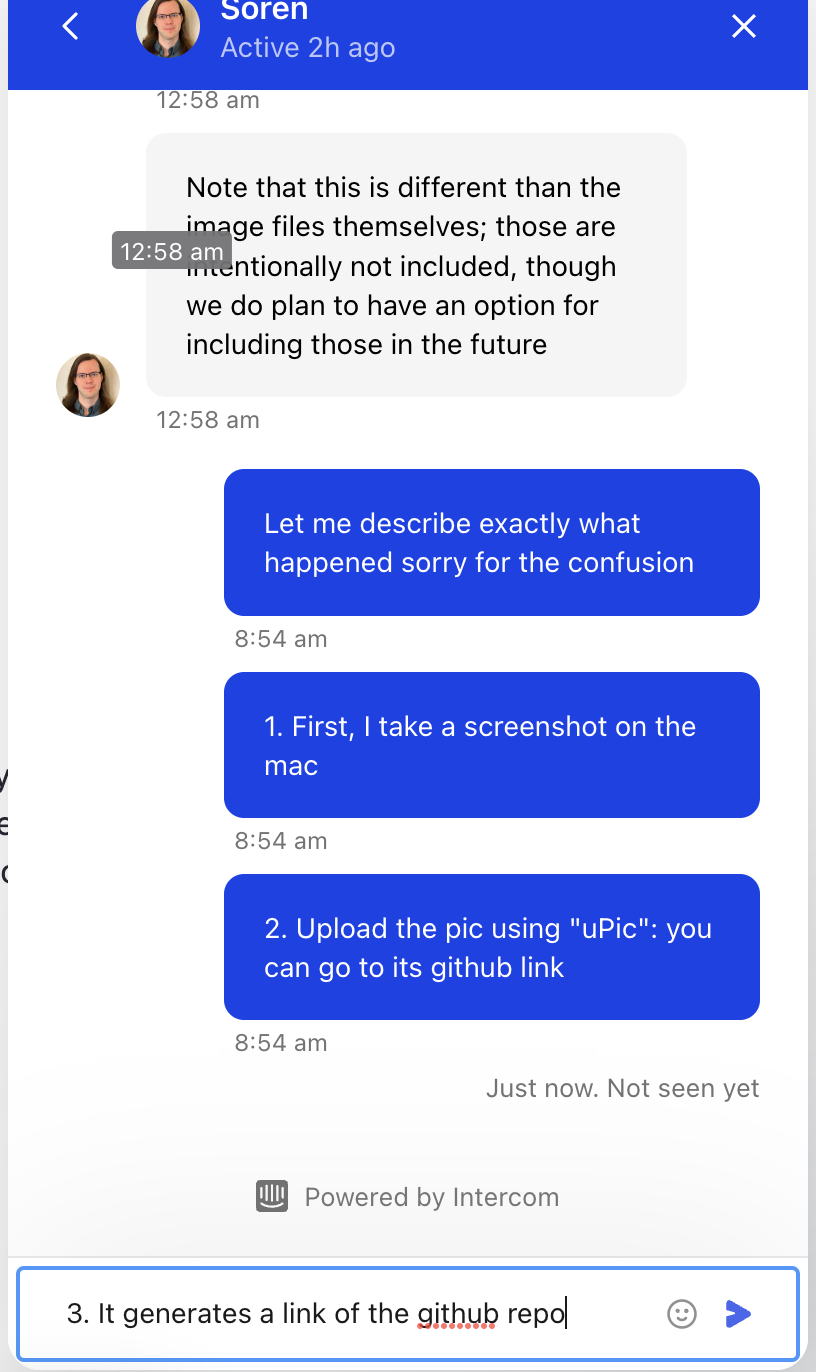 Soren
Active 2h ago
12:58 am
Note that this is different than the
image files themselves; those are
12:58 am
intentionally not included, though
we do plan to have an option for
including those in the future
12:58 am
Let me describe exactly what
happened sorry for the confusion
8:54 am
1. First, I take a screenshot on the
mac
8:54 am
2. Upload the pic using "uPic": you
can go to its github link
8:54 am
Just now. Not seen yet
Powered by Intercom
3. It generates a link of the github repo